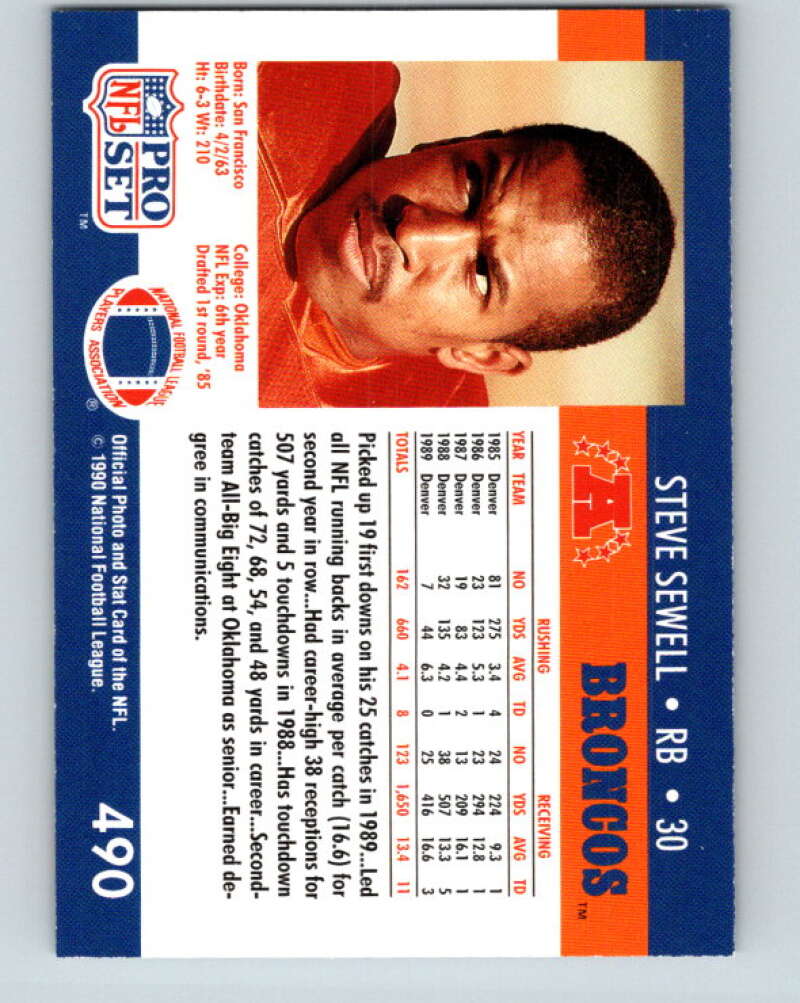 STEVE SEWELL • RB • 30
BRONCOS™
A
Born: San Francisco
Birthdate: 4/2/63
Ht: 6-3 Wt: 210
College: Oklahoma
NFL Exp: 6th year
Drafted 1st round, '85
RUSHING RECEIVING
YEAR TEAM NO YDS AVG TD NO YDS AVG TD
1985 Denver 81 275 3.4 4 24 224 9.3 1
1986 Denver 23 123 5.3 1 23 294 12.8 1
1987 Denver 19 83 4.4 2 13 209 16.1 1
1988 Denver 32 135 4.2 1 38 507 13.3 5
1989 Denver 7 44 6.3 0 25 416 16.6 3
TOTALS 162 660 4.1 8 123 1,650 13.4 11
Picked up 19 first downs on his 25 catches in 1989...Led
all NFL running backs in average per catch (16.6) for
second year in row...Had career-high 38 receptions for
507 yards and 5 touchdowns in 1988...Has touchdown
catches of 72, 68, 54, and 48 yards in career...Second-
team All-Big Eight at Oklahoma as senior...Earned de-
gree in communications.
PRO
NFL SET
™
NATIONAL FOOTBALL LEAGUE
PLAYERS ASSOCIATION
®
Official Photo and Stat Card of the NFL.
© 1990 National Football League.
490